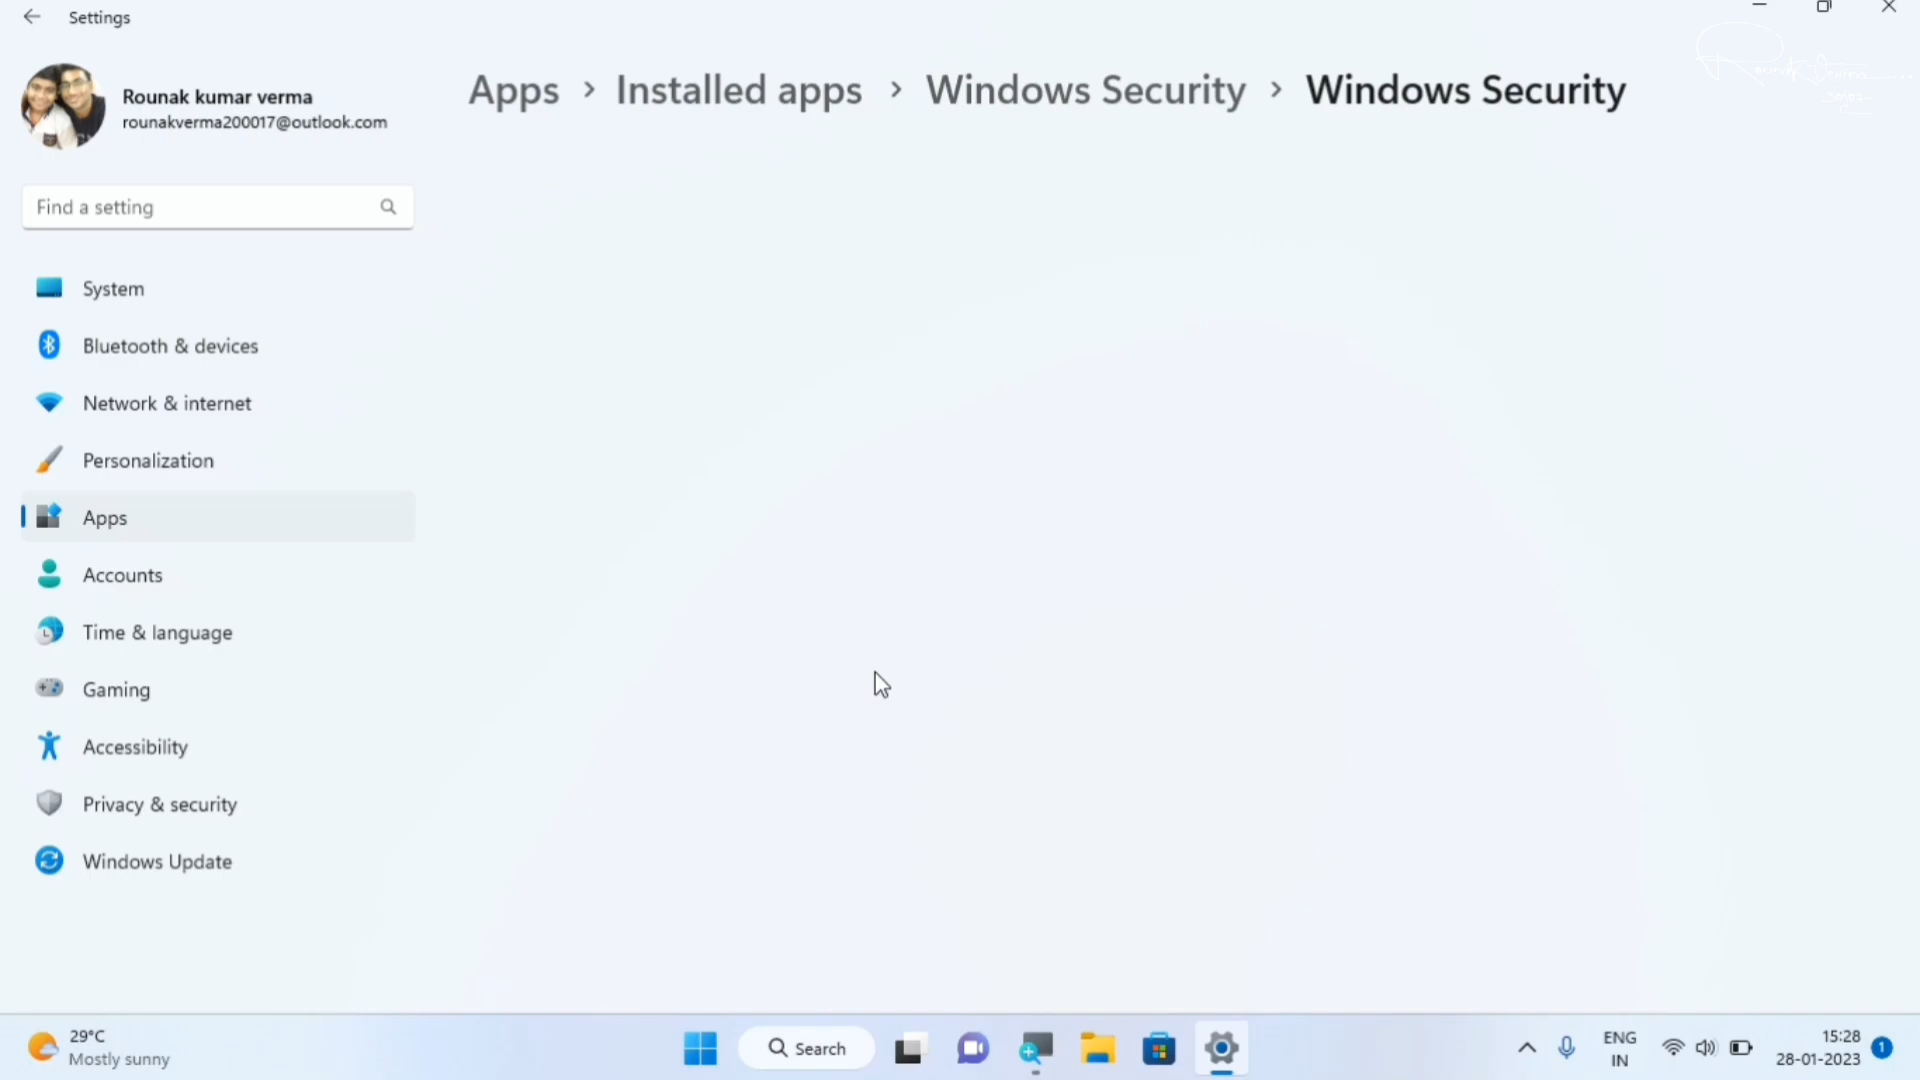 Settings
Rounak kumar verma
rounakverma200017@outlook.com
Apps > Installed apps > Windows Security > Windows Security
Find a setting
System
Bluetooth & devices
Network & internet
Personalization
Apps
Accounts
Time & language
Gaming
Accessibility
Privacy & security
Windows Update
29°C
Mostly sunny
Search
ENG
IN
15:28
28-01-2023
1